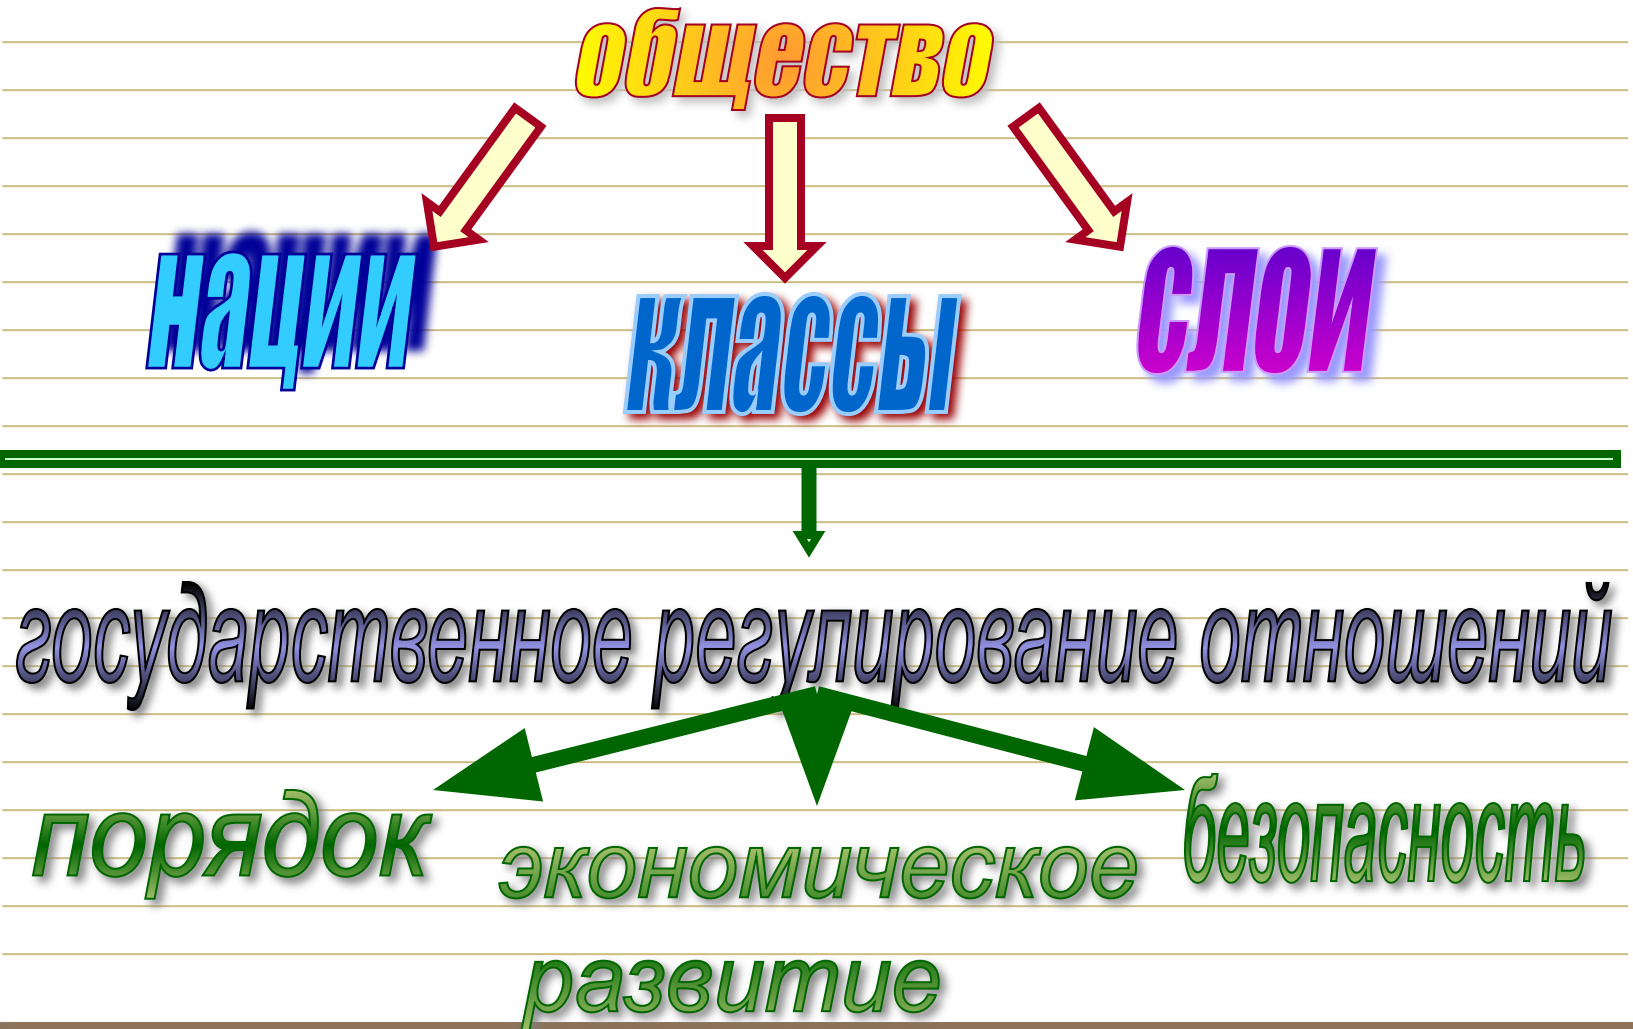 общество
нации
классы
слои
государственное регулирование отношений
порядок
экономическое
развитие
безопасность